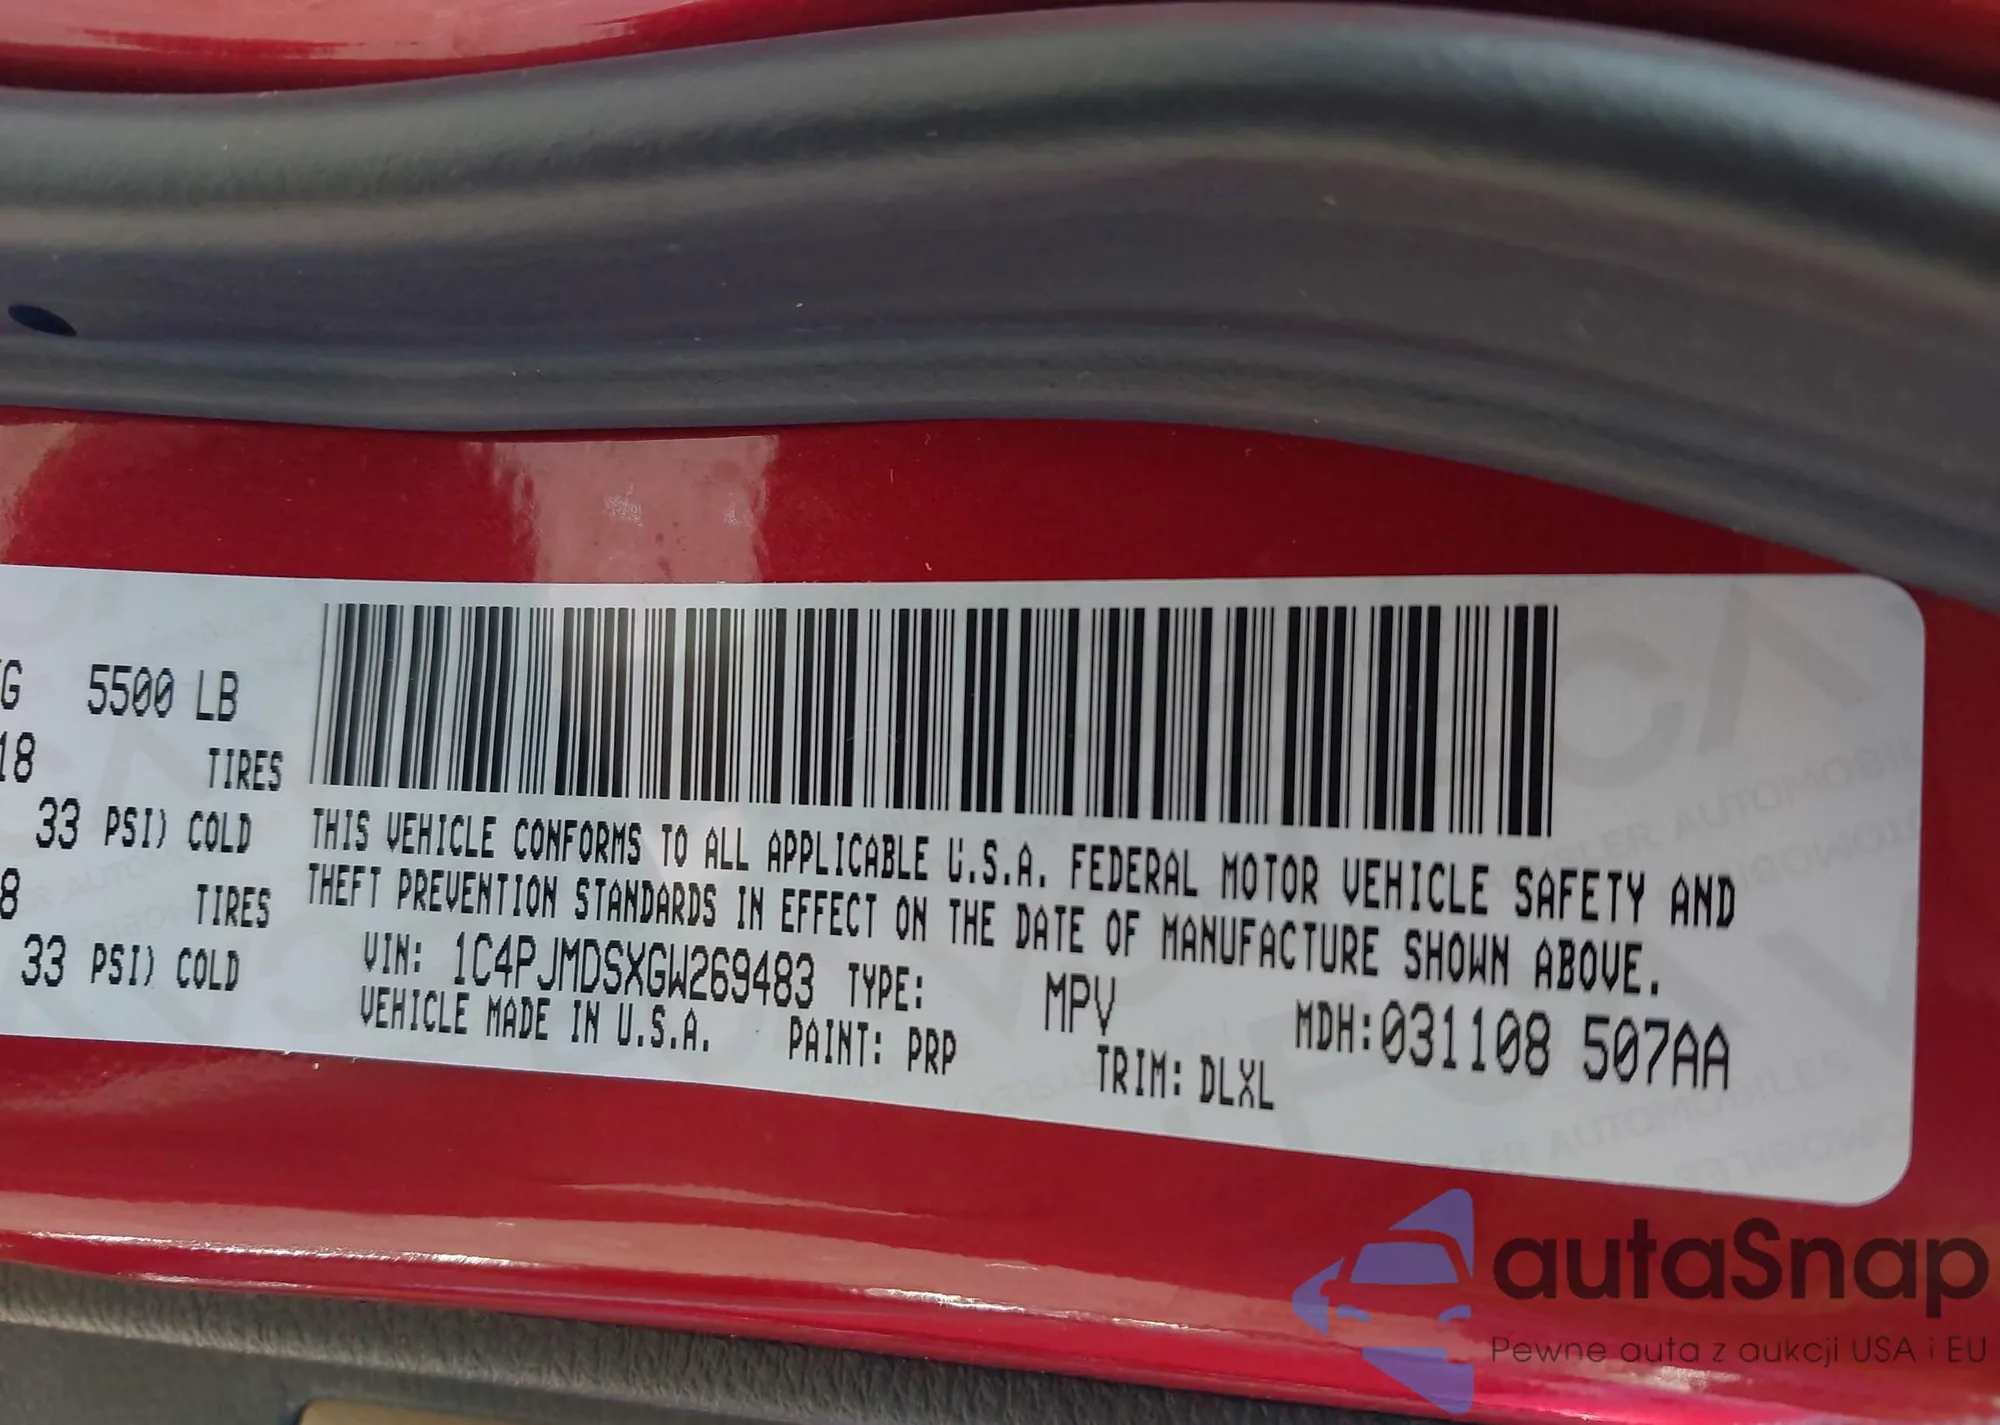 5500 LB
18 TIRES
33 PSI) COLD
8 TIRES
33 PSI) COLD
THIS VEHICLE CONFORMS TO ALL APPLICABLE U.S.A. FEDERAL MOTOR VEHICLE SAFETY AND
THEFT PREVENTION STANDARDS IN EFFECT ON THE DATE OF MANUFACTURE SHOWN ABOVE.
VIN: 1C4PJMDSXGW269483 TYPE: MPV MDH:031108 507AA
VEHICLE MADE IN U.S.A. PAINT: PRP TRIM: DLXL
autaSnap
Pewne auta z aukcji USA i EU